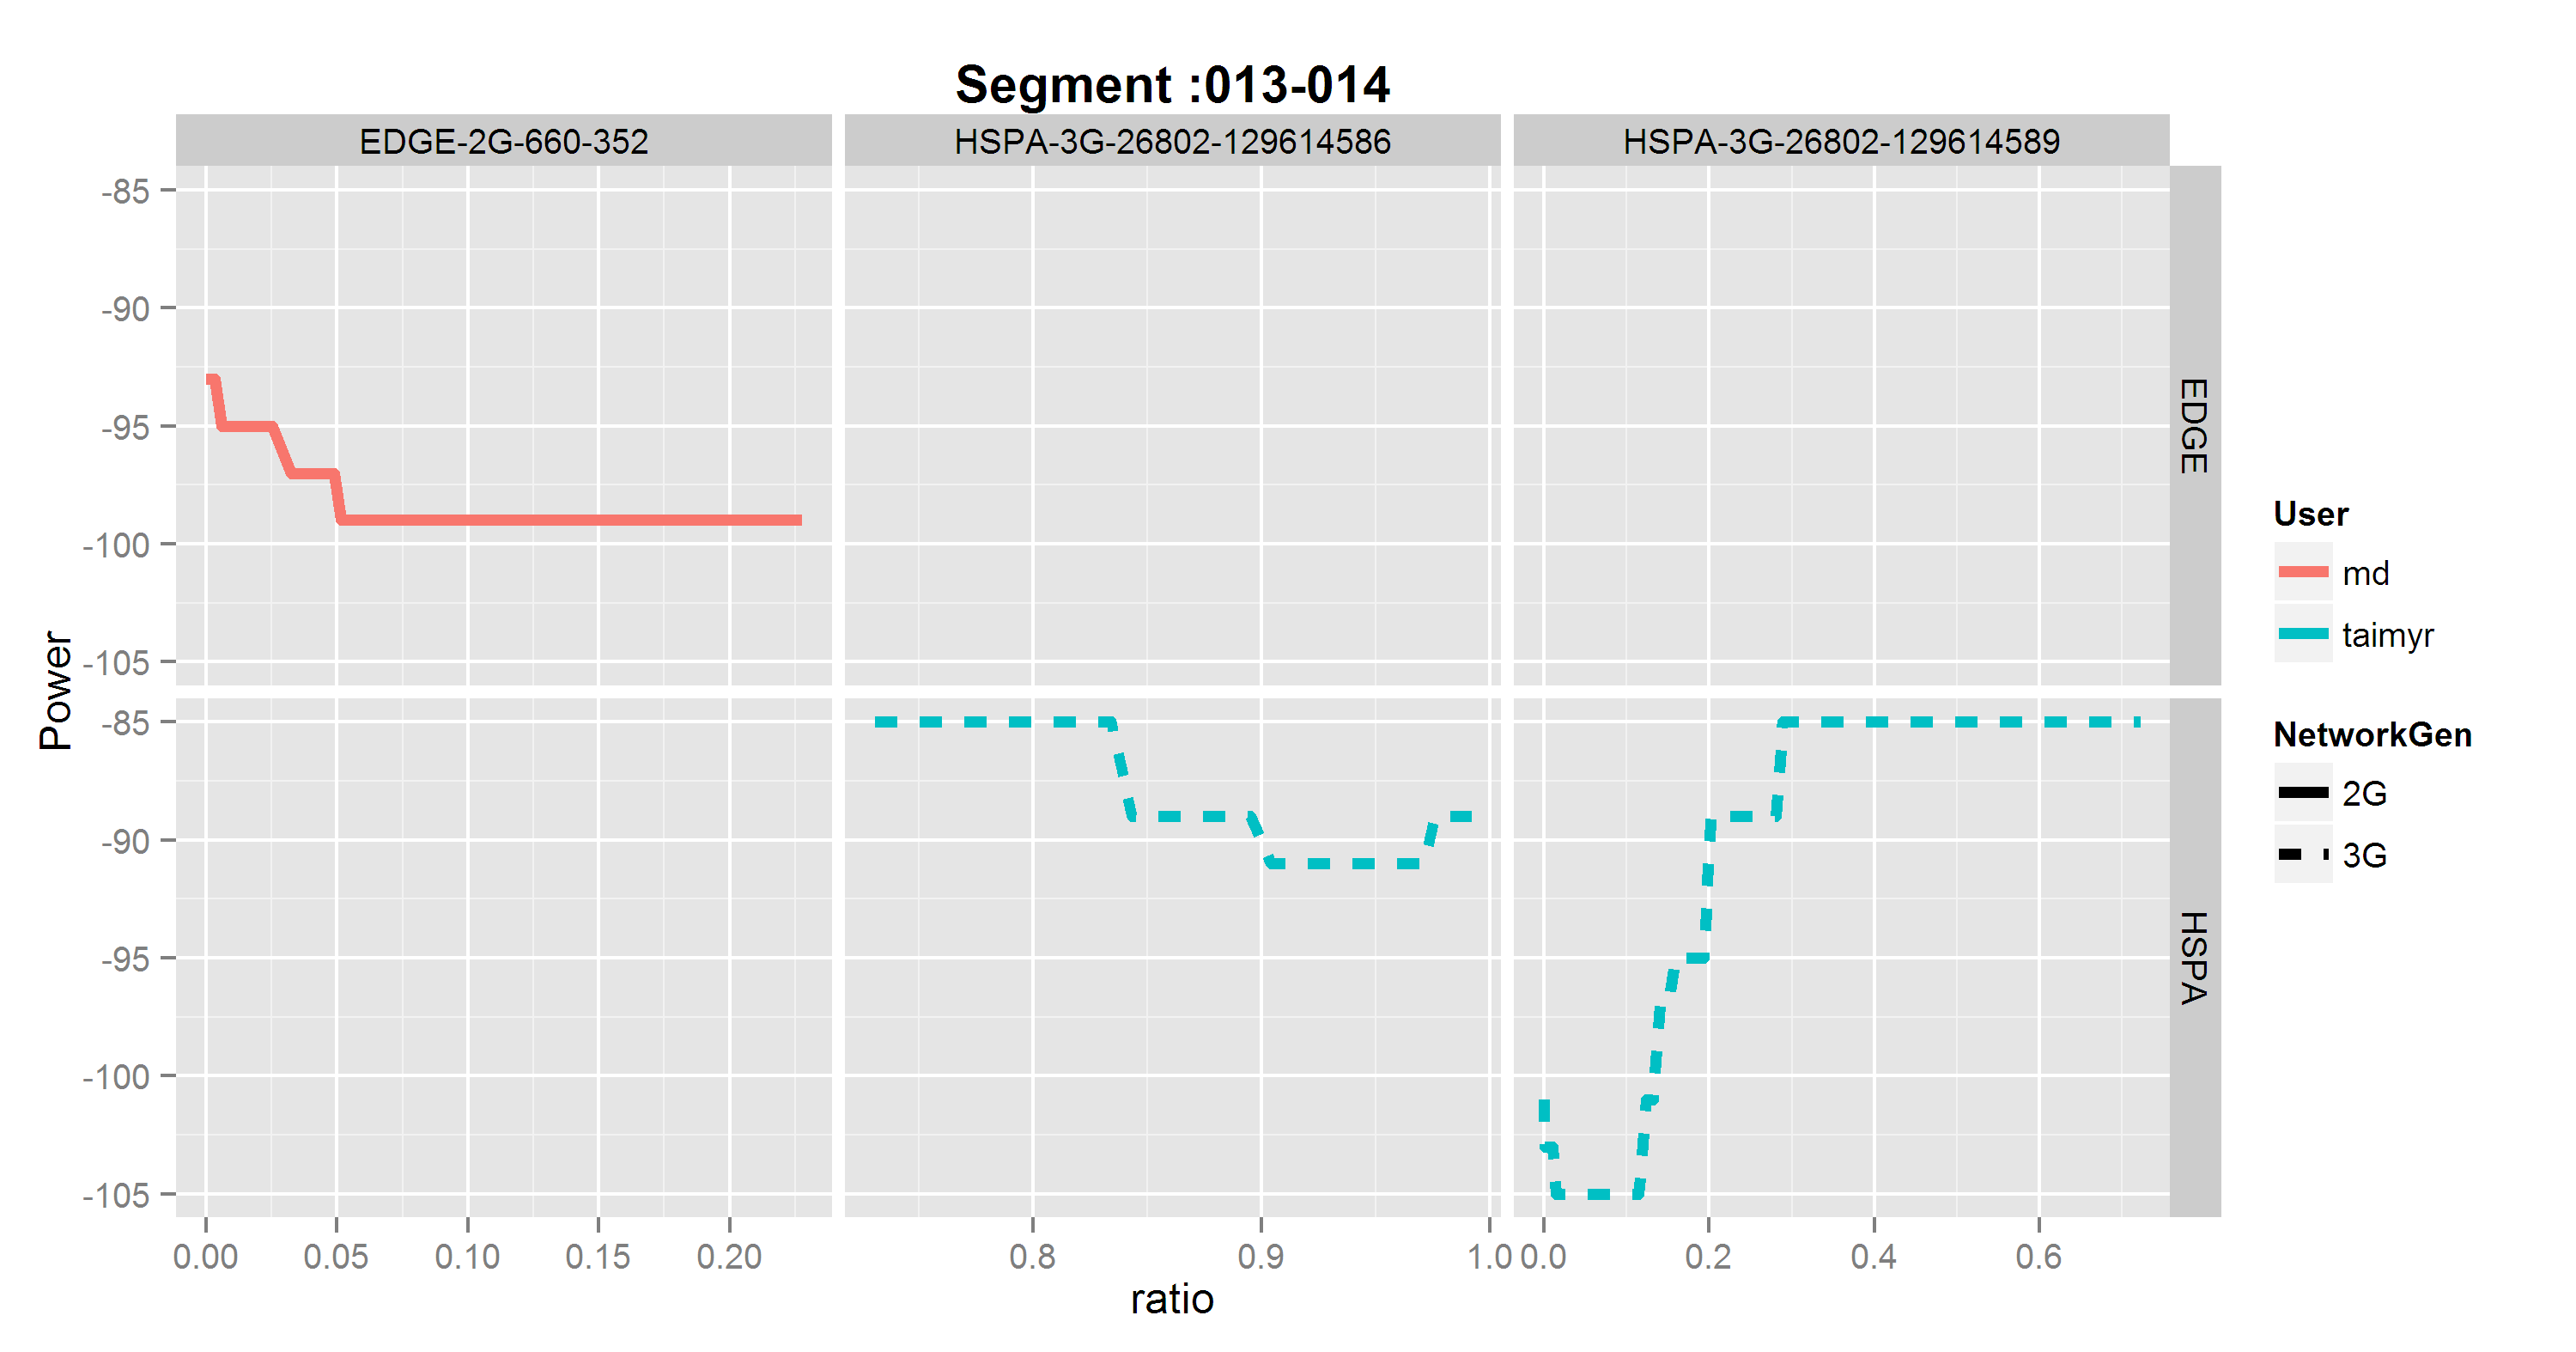 Segment :013-014
EDGE-2G-660-352 HSPA-3G-26802-129614586 HSPA-3G-26802-129614589
-85
-90
-95
-100
-105
EDGE
Power
-85
-90
-95
-100
-105
HSPA
0.00 0.05 0.10 0.15 0.20 0.8 0.9 1.0 0.0 0.2 0.4 0.6
ratio
User
md
taimyr
NetworkGen
2G
3G